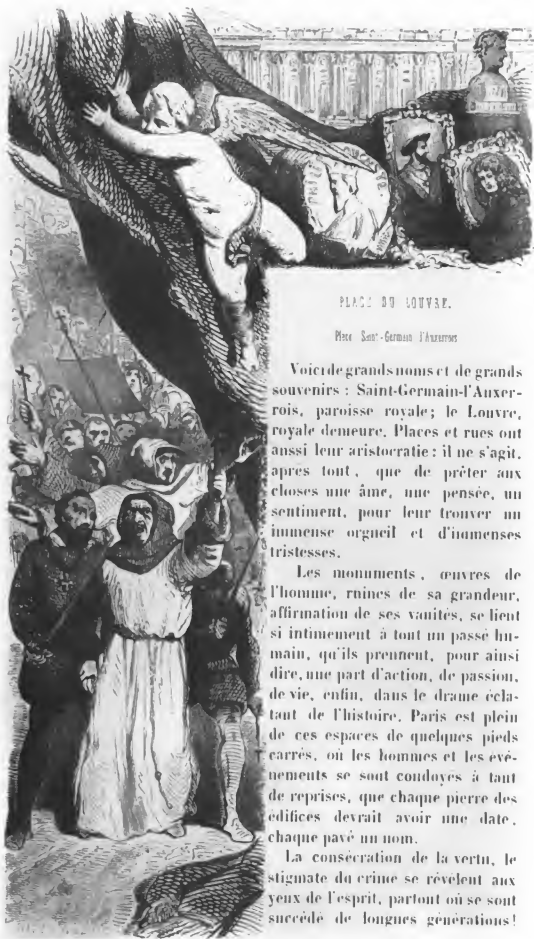 PLACE DU LOUVRE.
Place Saint-Germain l'Auxerrois
Voici de grands noms et de grands
souvenirs : Saint-Germain-l'Auxer-
rois, paroisse royale; le Louvre,
royale demeure. Places et rues ont
aussi leur aristocratie; il ne s'agit,
après tout, que de prêter aux
choses une âme, une pensée, un
sentiment, pour leur trouver un
immense orgueil et d'immenses
tristesses.
Les monuments, œuvres de
l'homme, ruines de sa grandeur,
affirmation de ses vanités, se lient
si intimement à tout un passé hu-
main, qu'ils prennent, pour ainsi
dire, une part d'action, de passion,
de vie, enfin, dans le drame écla-
tant de l'histoire. Paris est plein
de ces espaces de quelques pieds
carrés, où les hommes et les évé-
nements se sont coudoyés à tant
de reprises, que chaque pierre des
édifices devrait avoir une date,
chaque pavé un nom.
La consécration de la vertu, le
stigmate du crime se révèlent aux
yeux de l'esprit, partout où se sont
succédé de longues générations!